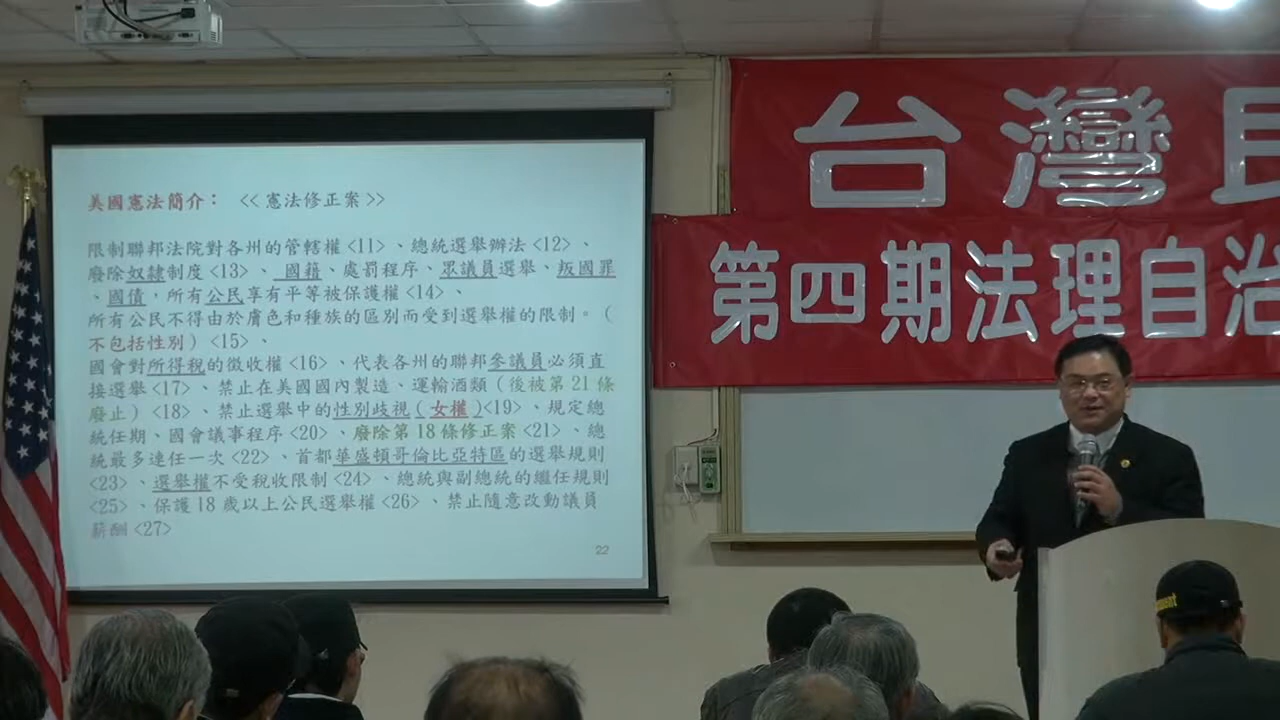 美國憲法簡介： << 憲法修正案 >>
限制聯邦法院對各州的管轄權 <11> 、總統選舉辦法 <12> 、
廢除奴隸制度 <13> 、 國籍、處罰程序、眾議員選舉、叛國罪
、國債，所有公民享有平等被保護權 <14> 、
所有公民不得由於膚色和種族的區別而受到選舉權的限制。（
不包括性別）<15> 、
國會對所得稅的徵收權 <16> 、代表各州的聯邦參議員必須直
接選舉 <17> 、禁止在美國國內製造、運輸酒類（後被第 21 條
廢止）<18> 、禁止選舉中的性別歧視 ( 女權 )<19> 、規定總
統任期、國會議事程序 <20> 、廢除第 18 條修正案 <21> 、總
統最多連任一次 <22> 、首都華盛頓哥倫比亞特區的選舉規則
<23> 、選舉權不受稅收限制 <24> 、總統與副總統的繼任規則
<25> 、保護 18 歲以上公民選舉權 <26> 、禁止隨意改動議員
薪酬 <27>
22
台灣民
第四期法理自治